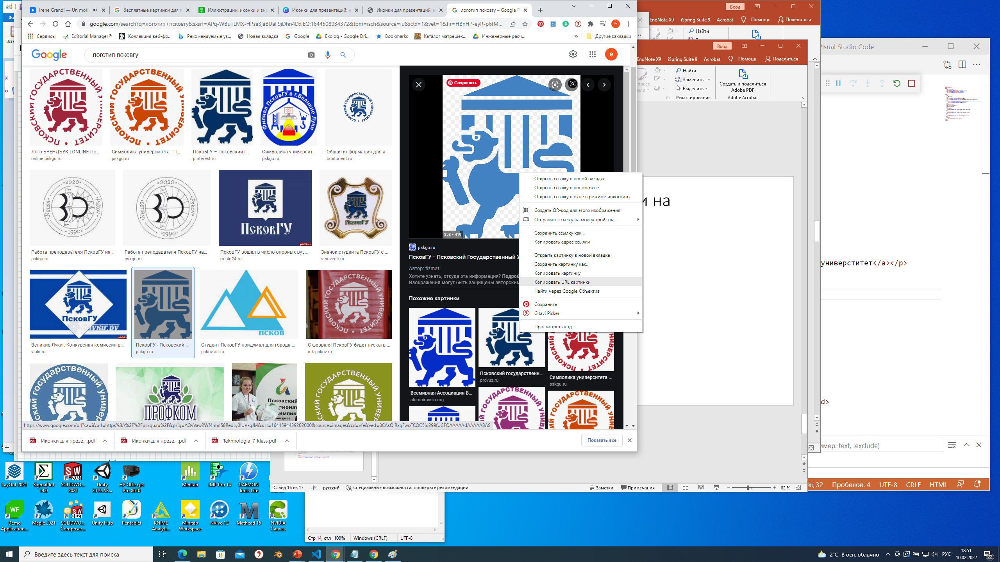 Irene Grandi — Un moti
бесплатные картинки для п
Иллюстрации, иконки и зна
Иконки для презентаций: н
Иконки для презентаций: н
логотип псковгу – Google П
google.com/search?q=логотип+псковгу&sxsrf=APq-WBuTLMX-HPsa3jaBUaF9jDhn4DxIEQ:1644508034372&tbm=isch&source=iu&ictx=1&vet=1&fir=HBnHP-eyR-p6fM...
Сервисы
Editorial Manager®
Коллекция веб-фр...
Рекомендуемые уз...
Новая вкладка
Google
Ekolog - Google Dri...
Bookmarks
Каталог матрёшек...
Инженерные расч...
»
Другие закладки
Google
логотип псковгу
e
ПСКОВСКИЙ ГОСУДАРСТВЕННЫЙ УНИВЕРСИТЕТ
ПСКОВСКИЙ ГОСУДАРСТВЕННЫЙ УНИВЕРСИТЕТ
Филиал ПсковГУ в г.Великие Луки
ПСКОВСКИЙ ГОСУДАРСТВЕННЫЙ УНИВЕРСИТЕТ
Лого БРЕНДБУК | ONLINE Пс...
online.pskgu.ru
Символика университета - П...
pskgu.ru
ПсковГУ – Псковский г...
pinterest.ru
Символика университ...
pskgu.ru
Общая информация для а...
tabiturient.ru
2020
Neuss
Pskov
1990
2020
Neuss
Pskov
1990
ПсковГУ
pln24.ru
ПсковГУ
Работа преподавателя ПсковГУ на...
pskgu.ru
Работа преподавателя ПсковГУ на...
pskgu.ru
ПсковГУ вошел в число опорных вуз...
m.pln24.ru
Значок студента ПсковГУ с ...
stsuvenir.ru
ПсковГУ
ВЛуки.ру
pln24.ru
ПСКОВ
ПСКОВСКИЙ ГОСУДАРСТВЕННЫЙ УНИВЕРСИТЕТ
Великие Луки : Конкурсная комиссия в...
vluki.ru
ПсковГУ - Псковский ...
pskgu.ru
Студент ПсковГУ придумал для города ...
pskov.aif.ru
С февраля ПсковГУ будет пускать ...
mk-pskov.ru
ПРОФКОМ
Псковский
Сохранить
353 × 419
pskgu.ru
ПсковГУ - Псковский Государственный У
Автор: fizmat
Хотите узнать, откуда эта информация? Подроб
Изображения могут быть защищены авторским
Похожие картинки
Всемирная Ассоциация В...
alumnirussia.org
Псковский государственн...
provuz.ru
Символика университета ...
pskgu.ru
Открыть ссылку в новой вкладке
Открыть ссылку в новом окне
Открыть ссылку в окне в режиме инкогнито
Создать QR-код для этого изображения
Отправить ссылку на мои устройства
Сохранить ссылку как...
Копировать адрес ссылки
Открыть картинку в новой вкладке
Сохранить картинку как...
Копировать картинку
Копировать URL картинки
Найти через Google Объектив
Сохранить
Citavi Picker
Просмотреть код
https://www.google.com/url?sa=i&url=https%3A%2F%2Fpskgu.ru%2F&psig=AOvVaw2Wf4nhn58RedLy0IUV-qJM&ust=1644594439202000&source=images&cd=vfe&ved=0CAsQjRxqFwoTCOC5ju299fUCFQAAAAAdAAAAABAS
Иконки для презе....pdf
Иконки для презе....pdf
Tekhnologia_7_klass.pdf
Показать все
Вход
EndNote X9
iSpring Suite 9
Acrobat
Помощн
Поделиться
Найти
Вход
EndNote X9
iSpring Suite 9
Acrobat
Помощн
Поделиться
Найти
Заменить
Выделить
Редактирование
Создать и поделиться
Adobe PDF
Adobe Acrobat
и на
Слайд 16 из 17
русский
Специальные возможности: проверьте рекомендации
Заметки
Примечания
82 %
Visual Studio Code
университет</a></p>
d>
имер: text, !exclude)
ец 32
Пробелов: 4
UTF-8
CRLF
HTML
LayOut 2021
SigmaPlot
14.0
SOLIDWO...
2021
Unity
2019.2.8...
HP Officejet
Pro 8610
Minitab
JMP Pro 14
DAEMON
Tools Lite
Demo
Application...
Maple 2021
SOLIDWO...
Composer...
Unity Hub
Pentablet
KNIME
Analyti...
Minitab
Workspace
NVivo 12
Mathcad 15
NVIDIA
Canvas
Стр 14, стл
100%
Windows (CRLF)
UTF-8
Введите здесь текст для поиска
2°C В осн. облачно
РУС
18:51
10.02.2022
22